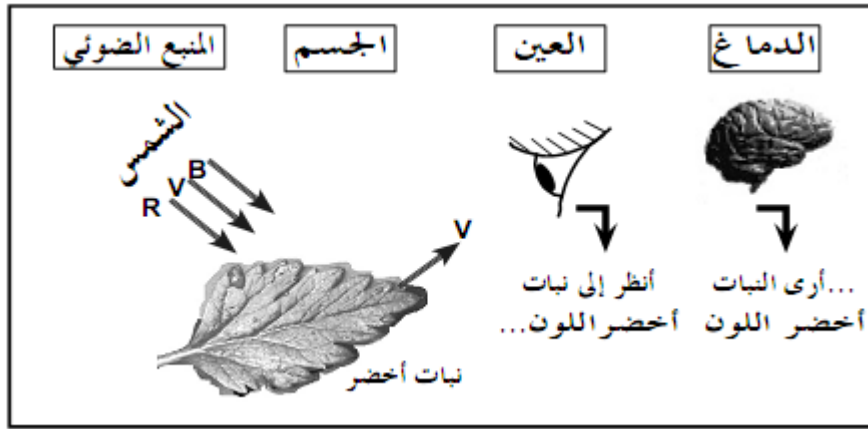 المنبع الضوئي
الجسم
العين
الدماغ
الشمس
R V B
V
نبات أخضر
أنظر إلى نبات
أخضر اللون...
...أرى النبات
أخضر اللون